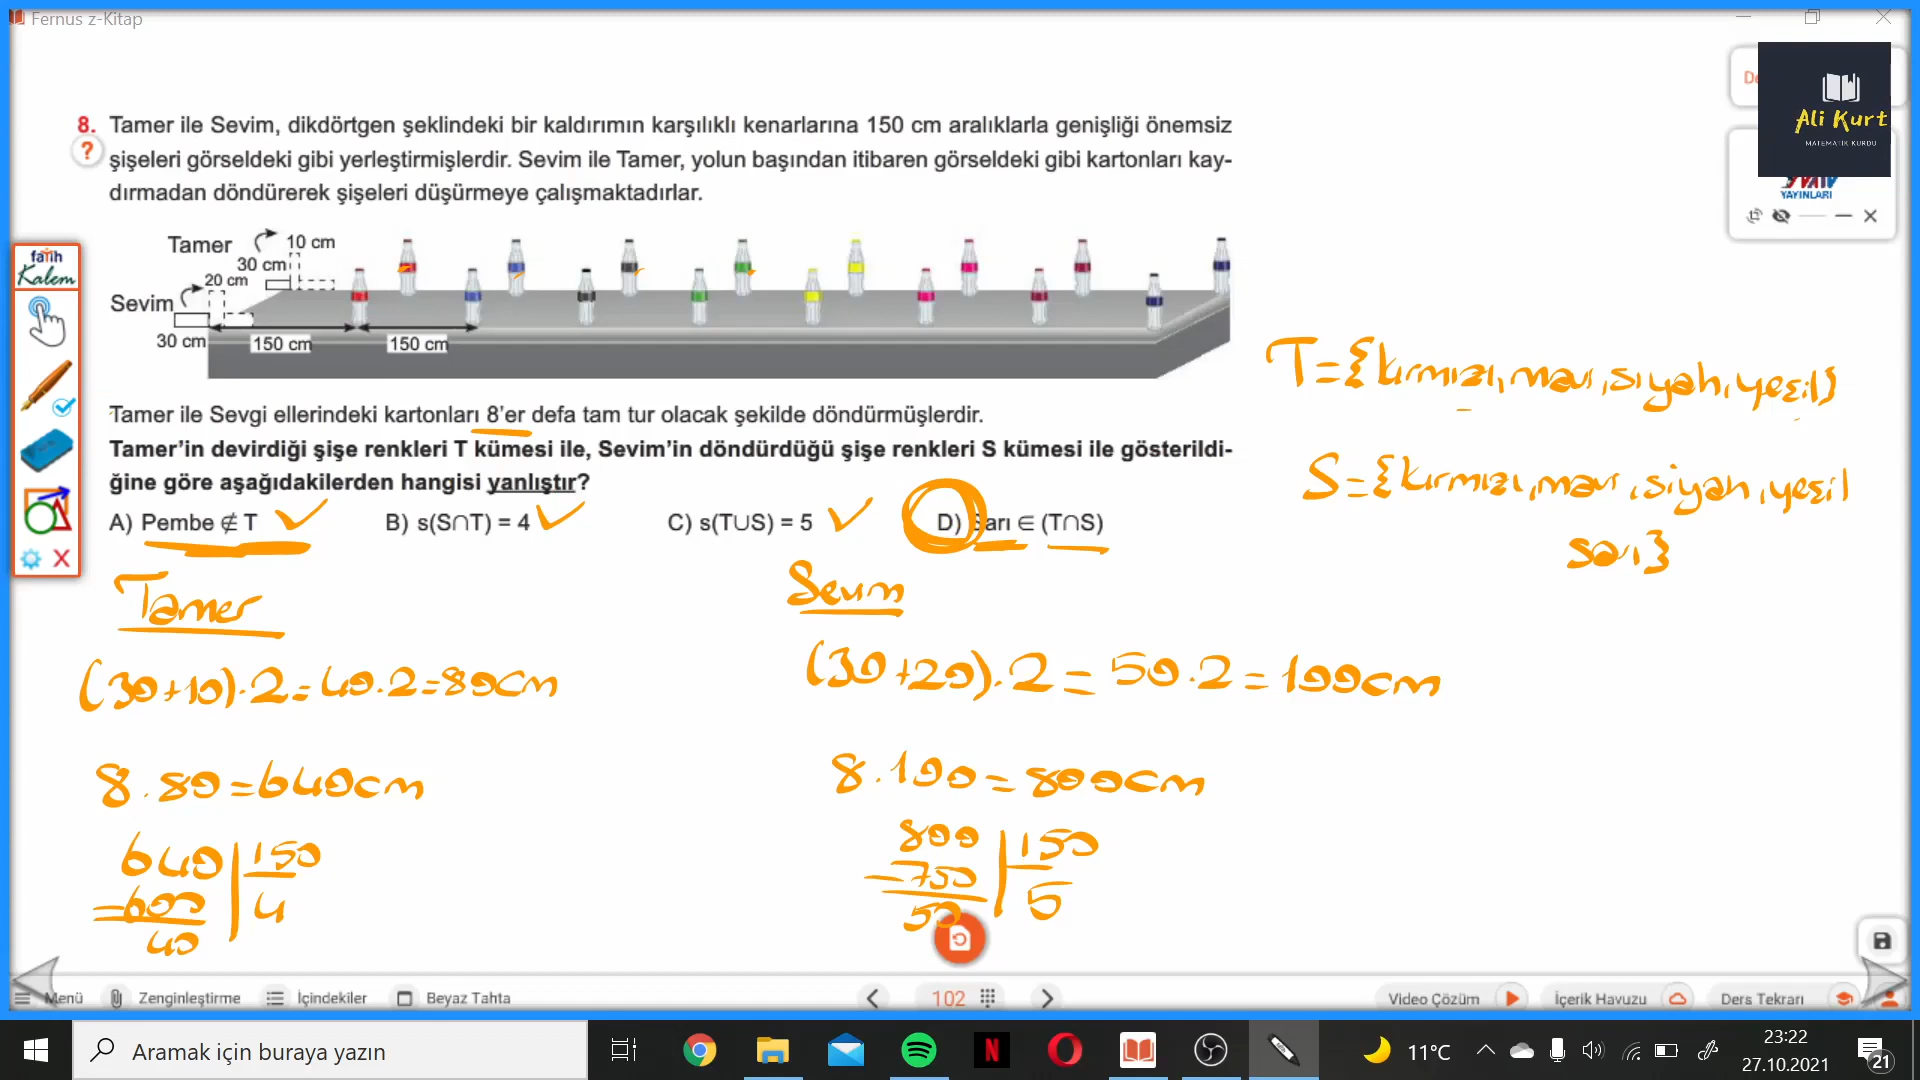 Fernus z-Kitap
8. Tamer ile Sevim, dikdörtgen şeklindeki bir kaldırımın karşılıklı kenarlarına 150 cm aralıklarla genişliği önemsiz
? şişeleri görseldeki gibi yerleştirmişlerdir. Sevim ile Tamer, yolun başından itibaren görseldeki gibi kartonları kay-
dırmadan döndürerek şişeleri düşürmeye çalışmaktadırlar.
De
Ali Kurt
MATEMATİK KURDU
YAYINLARI
fatih
Kalem
Tamer
10 cm
30 cm
20 cm
Sevim
30 cm
150 cm
150 cm
Tamer ile Sevgi ellerindeki kartonları 8'er defa tam tur olacak şekilde döndürmüşlerdir.
Tamer'in devirdiği şişe renkleri T kümesi ile, Sevim'in döndürdüğü şişe renkleri S kümesi ile gösterildi-
ğine göre aşağıdakilerden hangisi yanlıştır?
A) Pembe ∉ T B) s(S∩T) = 4 C) s(T∪S) = 5 D) Sarı ∈ (T∩S)
T={kırmızı, mavi, siyah, yeşil}
S={kırmızı, mavi, siyah, yeşil
sarı}
Tamer
(30+10).2=40.2=80cm
8.80=640cm
640 | 150
-600 | 4
40
Sevım
(30+20).2=50.2=100cm
8.100=800cm
800 | 150
-750 | 5
50
Menü Zenginleştirme İçindekiler Beyaz Tahta 102 Video Çözüm İçerik Havuzu Ders Tekrarı
Aramak için buraya yazın
11°C
23:22
27.10.2021
21